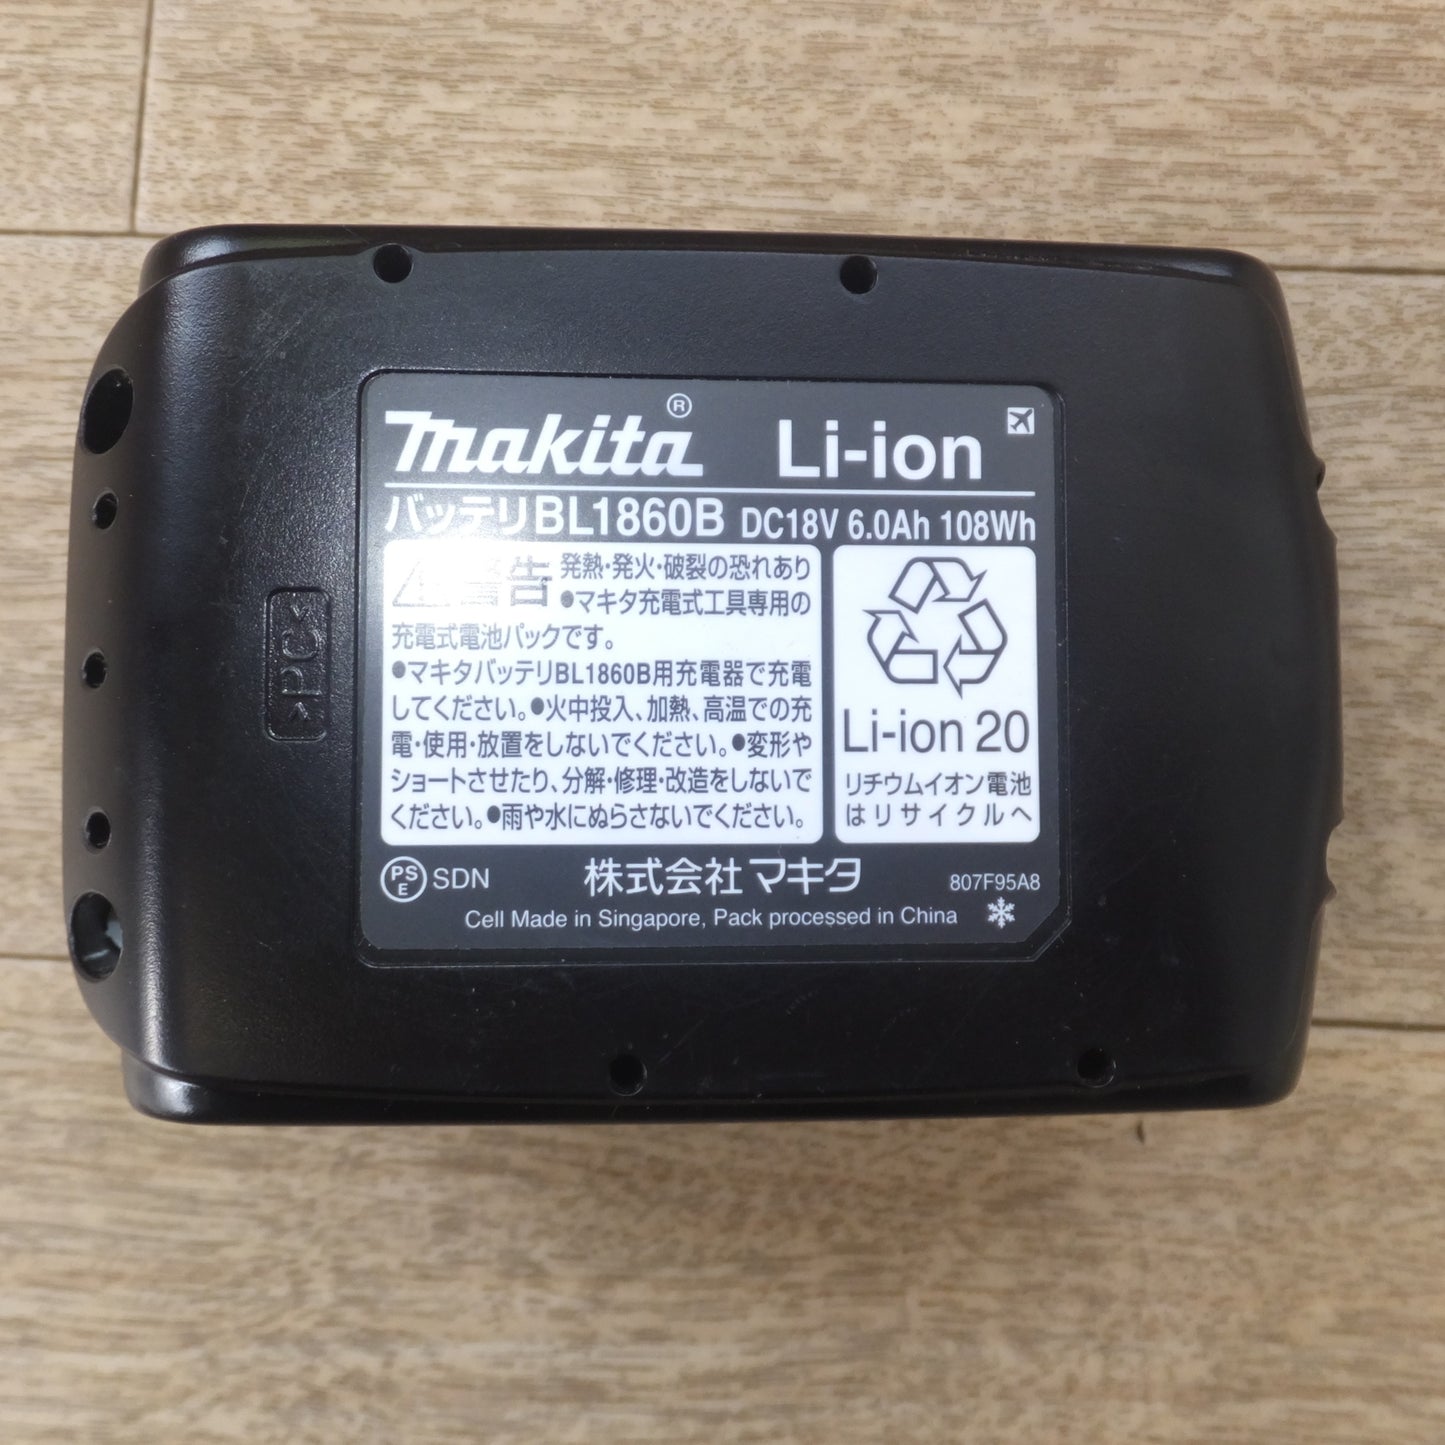 makita® Li-ion
バッテリBL1860B DC18V 6.0Ah 108Wh
警告 発熱・発火・破裂の恐れあり
●マキタ充電式工具専用の
充電式電池パックです。
●マキタバッテリBL1860B用充電器で充電
してください。●火中投入、加熱、高温での充
電・使用・放置をしないでください。●変形や
ショートさせたり、分解・修理・改造をしないで
ください。●雨や水にぬらさないでください。
Li-ion 20
リチウムイオン電池
はリサイクルへ
PSE SDN 株式会社マキタ 807F95A8
Cell Made in Singapore, Pack processed in China
>PC<